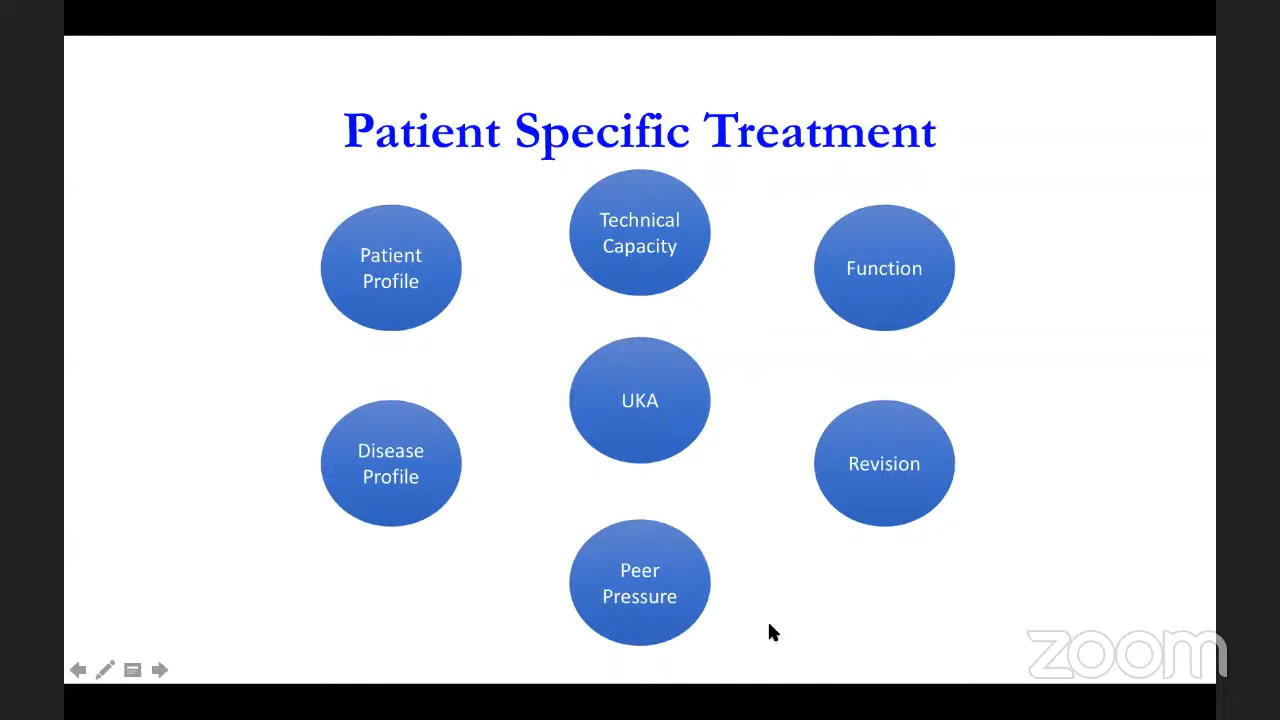 Patient Specific Treatment
Technical
Capacity
Patient
Profile
Function
UKA
Disease
Profile
Revision
Peer
Pressure
zoom